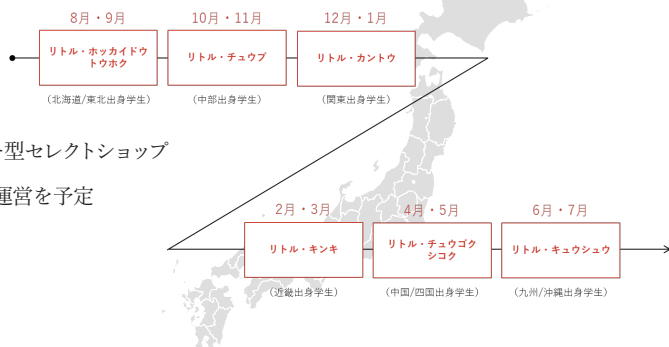 8月・9月
10月・11月
12月・1月
リトル・ホッカイドウ
トウホク
リトル・チュウブ
リトル・カントウ
(北海道/東北出身学生)
(中部出身学生)
(関東出身学生)
型セレクトショップ
運営を予定
2月・3月
4月・5月
6月・7月
リトル・キンキ
リトル・チュウゴク
シコク
リトル・キュウシュウ
(近畿出身学生)
(中国/四国出身学生)
(九州/沖縄出身学生)